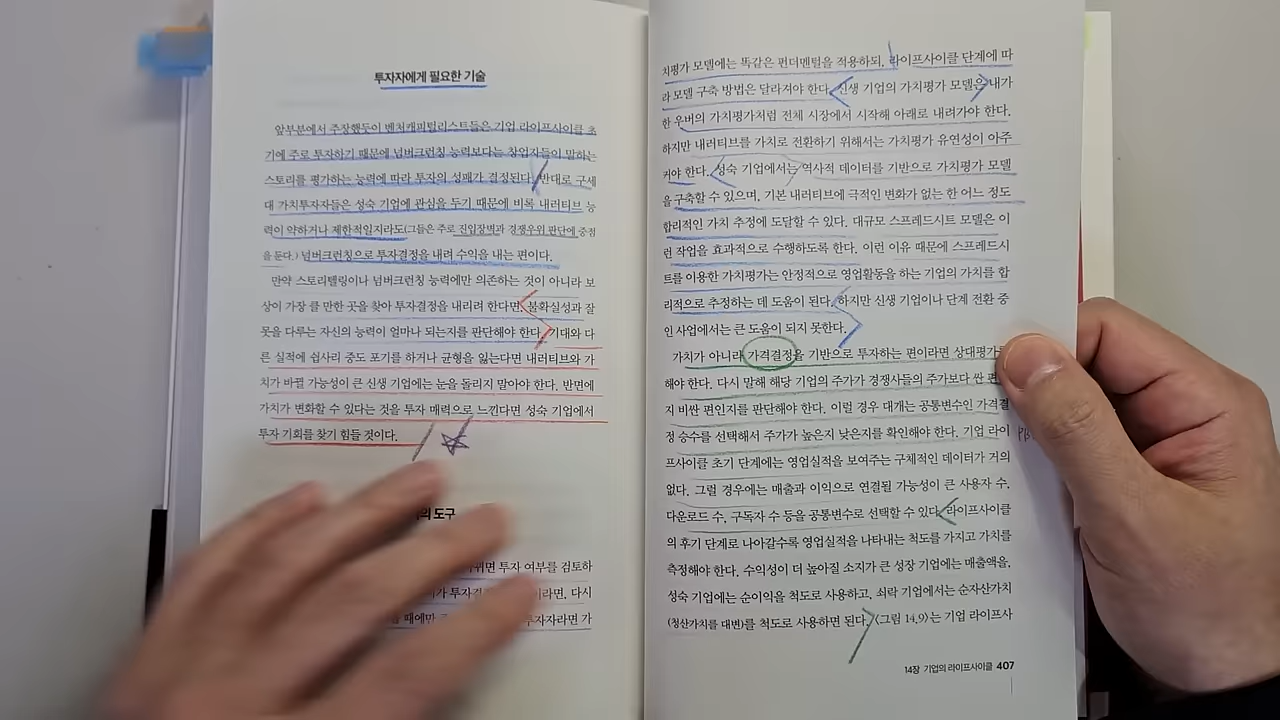 투자자에게 필요한 기술
앞부분에서 주장했듯이 벤처캐피털리스트들은 기업 라이프사이클 초
기에 주로 투자하기 때문에 넘버크런칭 능력보다는 창업자들이 말하는
스토리를 평가하는 능력에 따라 투자의 성패가 결정된다. 반대로 구세
대 가치투자자들은 성숙 기업에 관심을 두기 때문에 비록 내러티브 능
력이 약하거나 제한적일지라도(그들은 주로 진입장벽과 경쟁우위 판단에 중점
을 둔다.) 넘버크런칭으로 투자결정을 내려 수익을 내는 편이다.
만약 스토리텔링이나 넘버크런칭 능력에만 의존하는 것이 아니라 보
상이 가장 클 만한 곳을 찾아 투자결정을 내리려 한다면, 불확실성과 잘
못을 다루는 자신의 능력이 얼마나 되는지를 판단해야 한다. 기대와 다
른 실적에 쉽사리 중도 포기를 하거나 균형을 잃는다면 내러티브와 가
치가 바뀔 가능성이 큰 신생 기업에는 눈을 돌리지 말아야 한다. 반면에
가치가 변화할 수 있다는 것을 투자 매력으로 느낀다면 성숙 기업에서
투자 기회를 찾기 힘들 것이다.
의 도구
뀌면 투자 여부를 검토하
라면, 다시
때에만
투자자라면 가
치평가 모델에는 똑같은 펀더멘털을 적용하되, 라이프사이클 단계에 따
라 모델 구축 방법은 달라져야 한다. 신생 기업의 가치평가 모델은 내가
한 우버의 가치평가처럼 전체 시장에서 시작해 아래로 내려가야 한다.
하지만 내러티브를 가치로 전환하기 위해서는 가치평가 유연성이 아주
커야 한다. 성숙 기업에서는 역사적 데이터를 기반으로 가치평가 모델
을 구축할 수 있으며, 기본 내러티브에 극적인 변화가 없는 한 어느 정도
합리적인 가치 추정에 도달할 수 있다. 대규모 스프레드시트 모델은 이
런 작업을 효과적으로 수행하도록 한다. 이런 이유 때문에 스프레드시
트를 이용한 가치평가는 안정적으로 영업활동을 하는 기업의 가치를 합
리적으로 추정하는 데 도움이 된다. 하지만 신생 기업이나 단계 전환 중
인 사업에서는 큰 도움이 되지 못한다.
가치가 아니라 가격결정을 기반으로 투자하는 편이라면 상대평가를
해야 한다. 다시 말해 해당 기업의 주가가 경쟁사들의 주가보다 싼 편
지 비싼 편인지를 판단해야 한다. 이럴 경우 대개는 공통변수인 가격결
정 승수를 선택해서 주가가 높은지 낮은지를 확인해야 한다. 기업 라이
프사이클 초기 단계에는 영업실적을 보여주는 구체적인 데이터가 거의
없다. 그럴 경우에는 매출과 이익으로 연결될 가능성이 큰 사용자 수,
다운로드 수, 구독자 수 등을 공통변수로 선택할 수 있다. 라이프사이클
의 후기 단계로 나아갈수록 영업실적을 나타내는 척도를 가지고 가치를
측정해야 한다. 수익성이 더 높아질 소지가 큰 성장 기업에는 매출액을,
성숙 기업에는 순이익을 척도로 사용하고, 쇠락 기업에는 순자산가치
(청산가치를 대변)를 척도로 사용하면 된다. 〈그림 14.9〉는 기업 라이프사
14장 기업의 라이프사이클 407